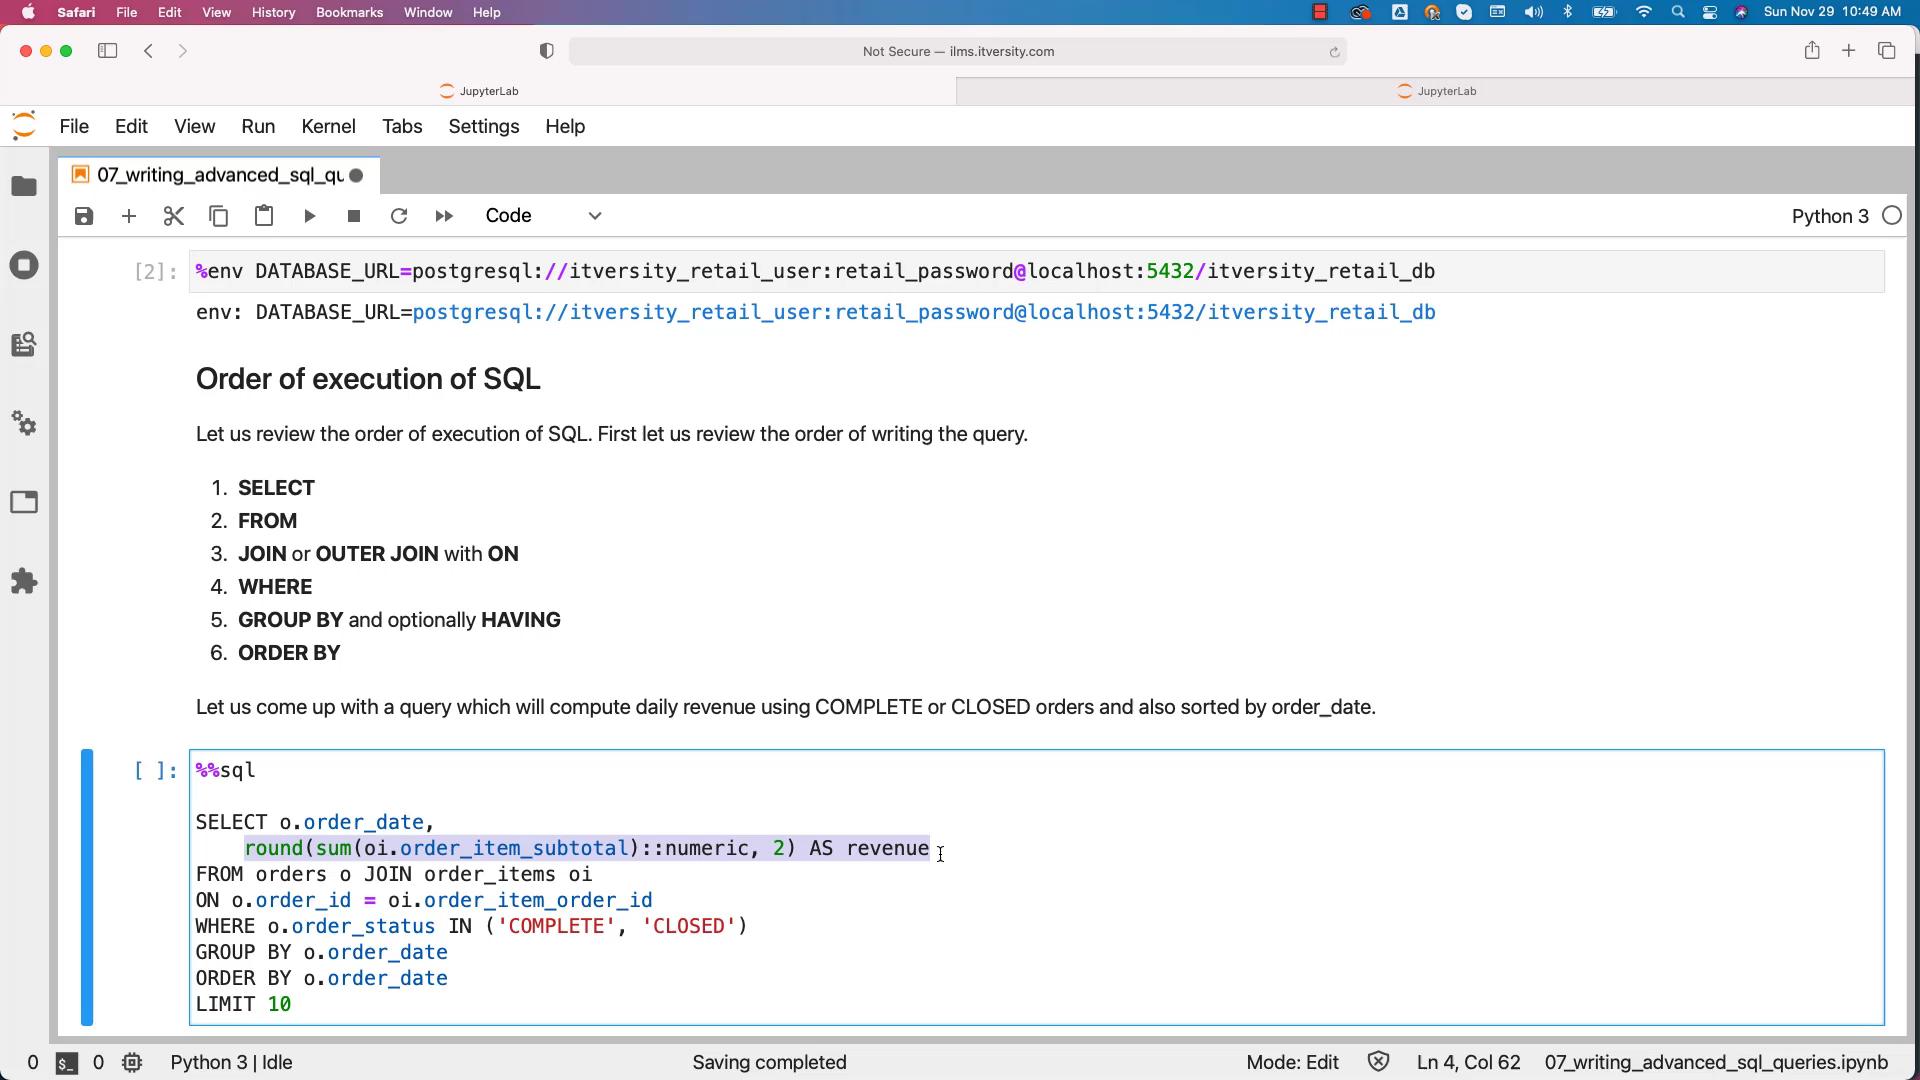 Safari File Edit View History Bookmarks Window Help Sun Nov 29 10:49 AM
Not Secure — ilms.itversity.com
JupyterLab JupyterLab
File Edit View Run Kernel Tabs Settings Help
07_writing_advanced_sql_qu
Code Python 3
[2]: %env DATABASE_URL=postgresql://itversity_retail_user:retail_password@localhost:5432/itversity_retail_db
env: DATABASE_URL=postgresql://itversity_retail_user:retail_password@localhost:5432/itversity_retail_db
Order of execution of SQL
Let us review the order of execution of SQL. First let us review the order of writing the query.
1. SELECT
2. FROM
3. JOIN or OUTER JOIN with ON
4. WHERE
5. GROUP BY and optionally HAVING
6. ORDER BY
Let us come up with a query which will compute daily revenue using COMPLETE or CLOSED orders and also sorted by order_date.
[ ]: %%sql
SELECT o.order_date,
round(sum(oi.order_item_subtotal)::numeric, 2) AS revenue
FROM orders o JOIN order_items oi
ON o.order_id = oi.order_item_order_id
WHERE o.order_status IN ('COMPLETE', 'CLOSED')
GROUP BY o.order_date
ORDER BY o.order_date
LIMIT 10
0 $_ 0 Python 3 | Idle Saving completed Mode: Edit Ln 4, Col 62 07_writing_advanced_sql_queries.ipynb